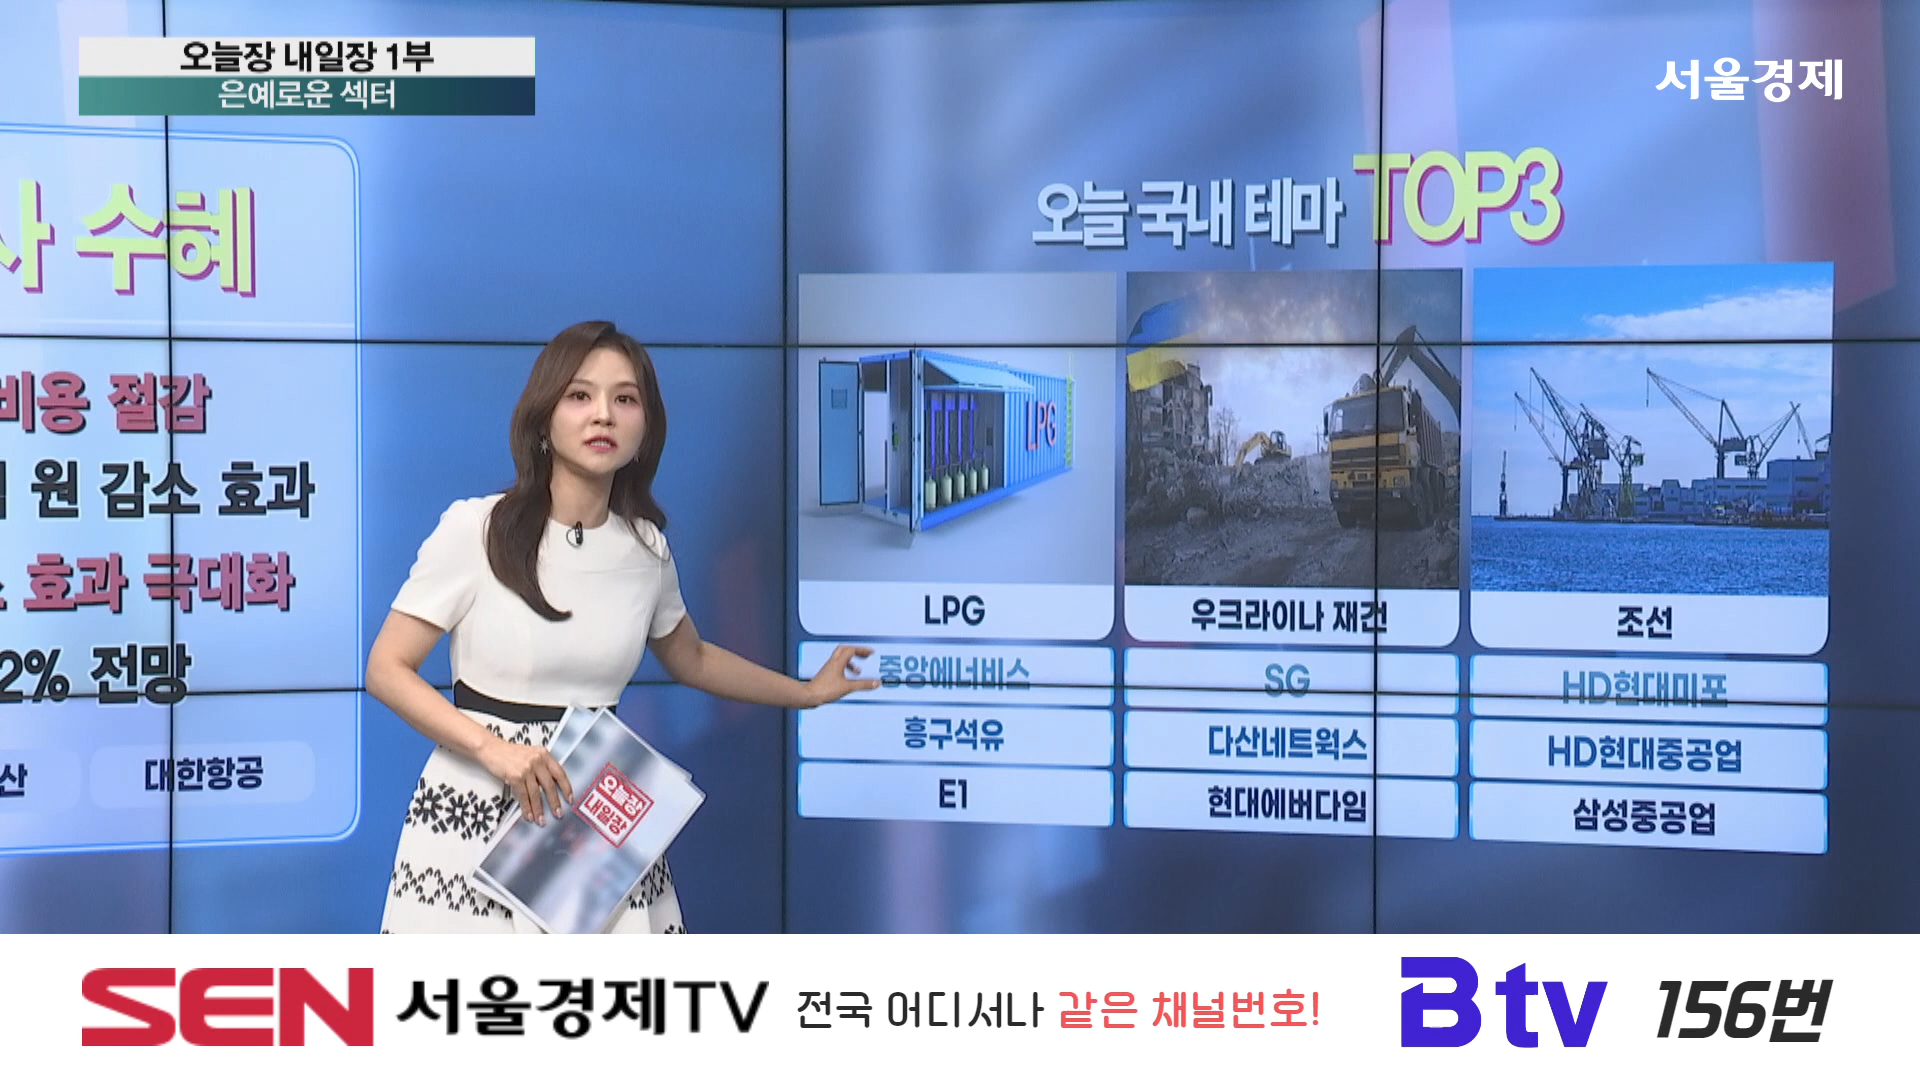 오늘장 내일장 1부
은예로운 섹터
서울경제
수혜
비용 절감
원 감소 효과
효과 극대화
2% 전망
대한항공
오늘 국내 테마 TOP3
LPG
LPG
우크라이나 재건
조선
중앙에너비스
SG
HD현대미포
흥구석유
다산네트웍스
HD현대중공업
E1
현대에버다임
삼성중공업
오늘장
내일장
SEN 서울경제TV 전국 어디서나 같은 채널번호! B tv 156번